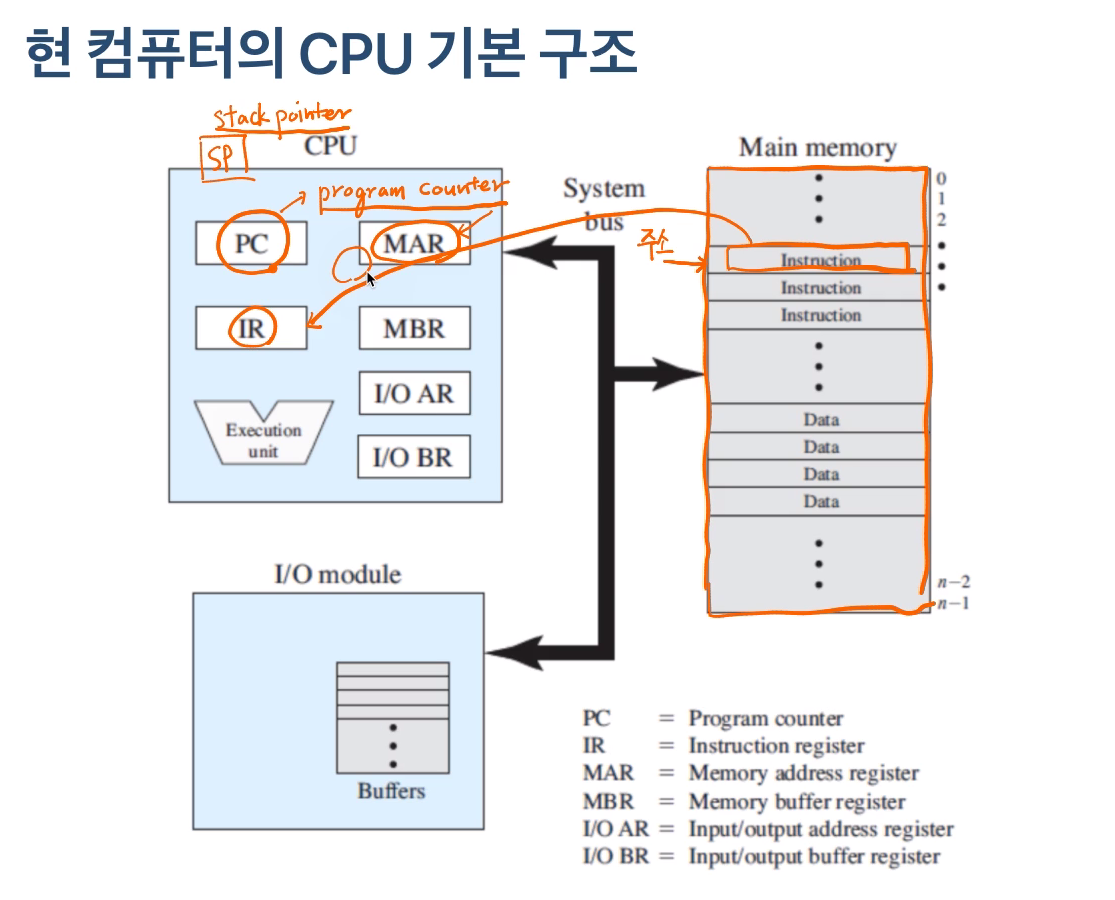 현 컴퓨터의 CPU 기본 구조
stack pointer
SP
CPU
program counter
PC
MAR
IR
MBR
I/O AR
Execution
unit
I/O BR
System
bus
주소
Main memory
0
1
2
Instruction
Instruction
Instruction
Data
Data
Data
Data
n−2
n−1
I/O module
Buffers
PC = Program counter
IR = Instruction register
MAR = Memory address register
MBR = Memory buffer register
I/O AR = Input/output address register
I/O BR = Input/output buffer register